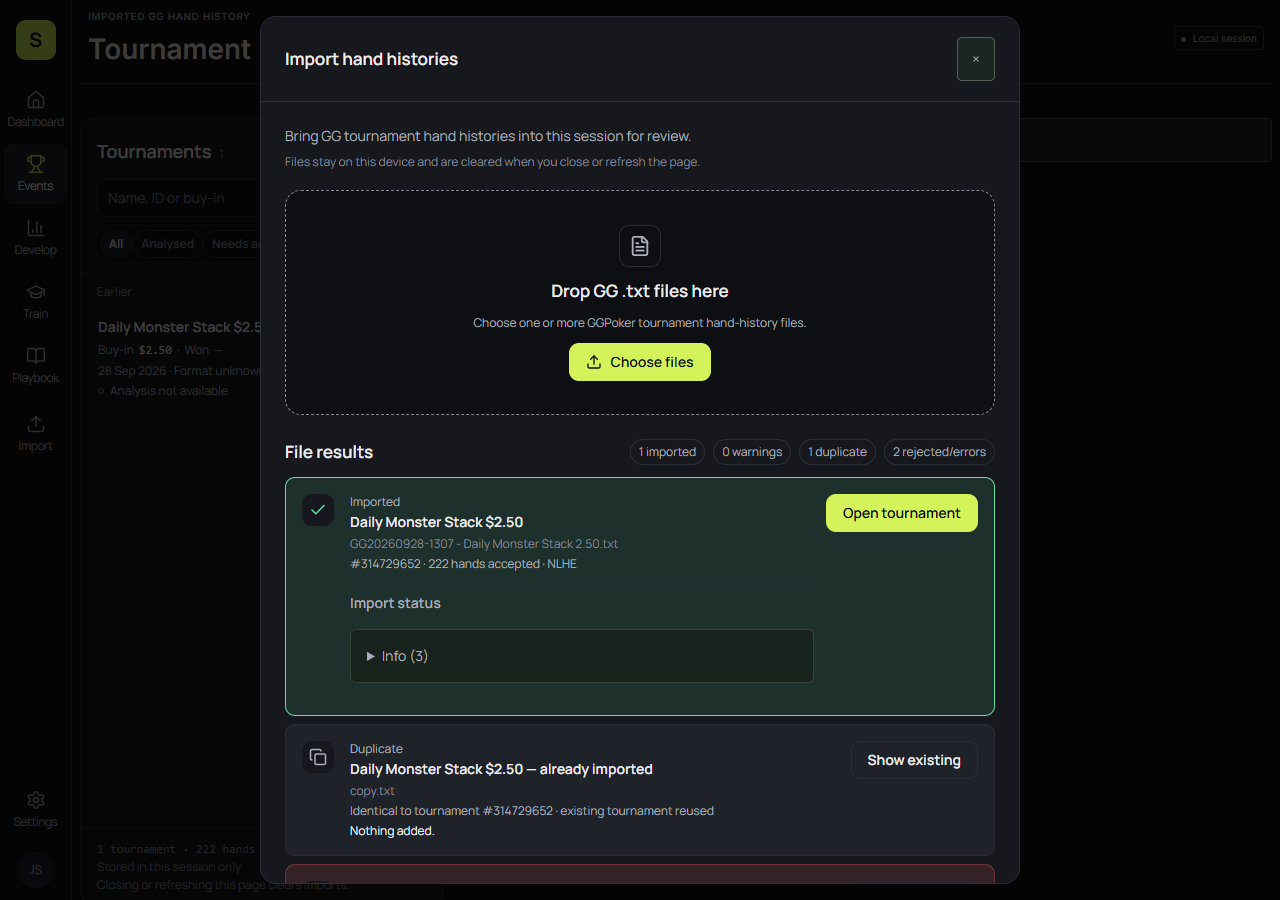 IMPORTED GG HAND HISTORY
S
Tournament
Local session
Dashboard
Events
Develop
Train
Playbook
Import
Settings
JS
Tournaments 1
Name, ID or buy-in
All
Analysed
Needs
Earlier
Daily Monster Stack $2.5
Buy-in $2.50 · Won —
28 Sep 2026 · Format unknown
Analysis not available
1 tournament · 222 hands
Stored in this session only
Closing or refreshing this page clears imports.
Import hand histories
×
Bring GG tournament hand histories into this session for review.
Files stay on this device and are cleared when you close or refresh the page.
Drop GG .txt files here
Choose one or more GGPoker tournament hand-history files.
Choose files
File results
1 imported
0 warnings
1 duplicate
2 rejected/errors
Imported
Daily Monster Stack $2.50
GG20260928-1307 - Daily Monster Stack 2.50.txt
#314729652 · 222 hands accepted · NLHE
Open tournament
Import status
Info (3)
Duplicate
Daily Monster Stack $2.50 — already imported
copy.txt
Identical to tournament #314729652 · existing tournament reused
Nothing added.
Show existing